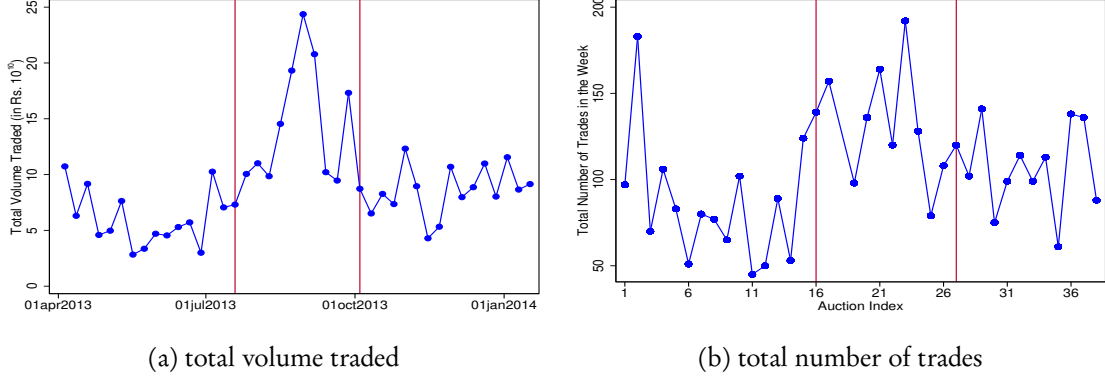 Total Volume Traded (in Rs. 10^10)
25
20
15
10
5
0
01apr2013 01jul2013 01oct2013 01jan2014
(a) total volume traded
Total Number of Trades in the Week
200
150
100
50
1 6 11 16 21 26 31 36
Auction Index
(b) total number of trades